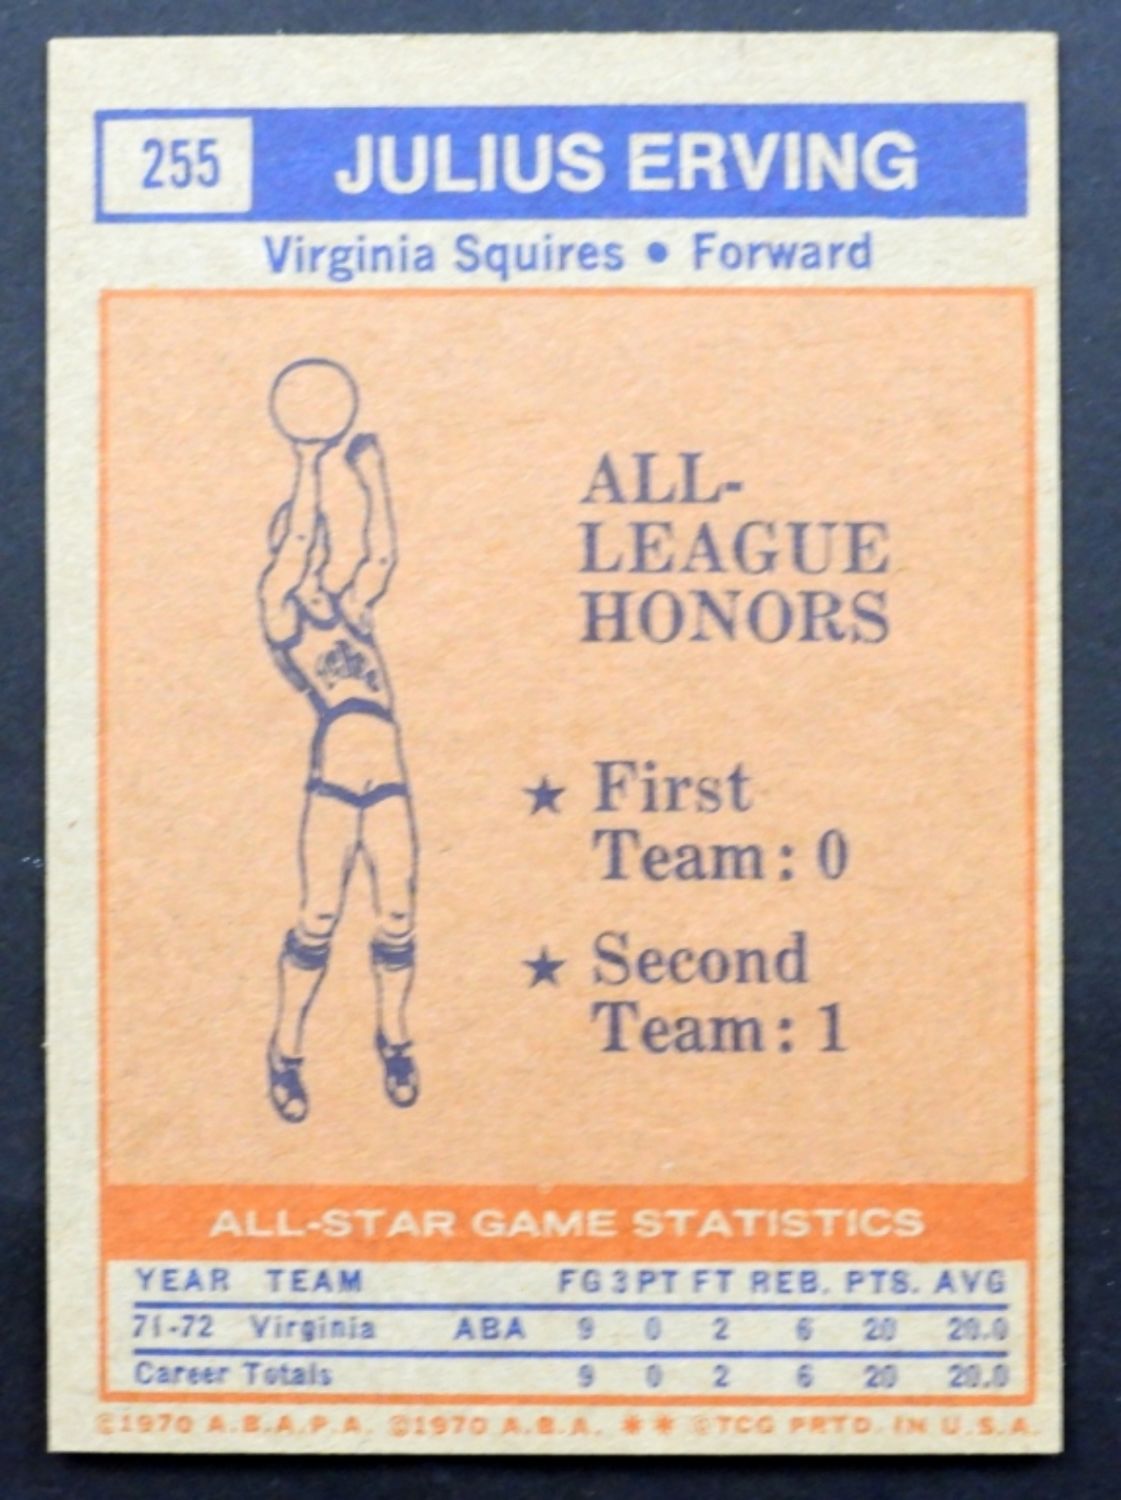 255 JULIUS ERVING
Virginia Squires • Forward
ALL-
LEAGUE
HONORS
★ First
Team: 0
★ Second
Team: 1
ALL-STAR GAME STATISTICS
YEAR TEAM FG 3PT FT REB. PTS. AVG
71-72 Virginia ABA 9 0 2 6 20 20.0
Career Totals 9 0 2 6 20 20.0
©1970 A.B.A.P.A. ©1970 A.B.A. ** ©TCG PRTD. IN U.S.A.